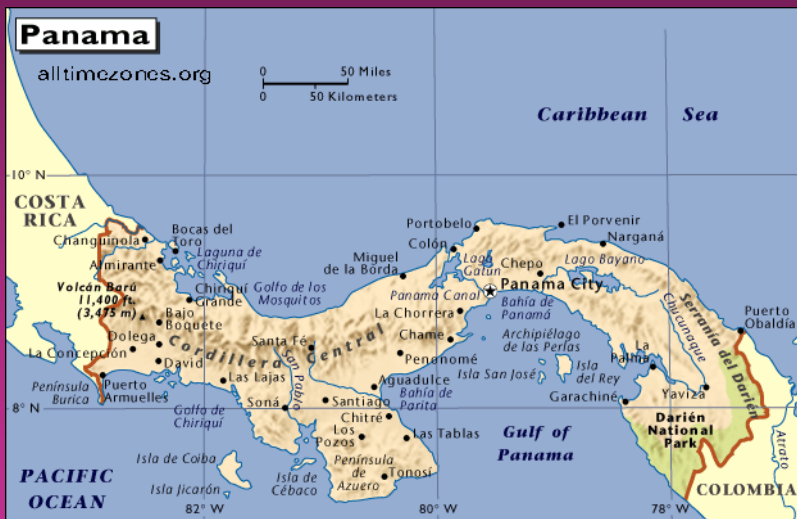 Panama
alltimezones.org
0 50 Miles
0 50 Kilometers
Caribbean Sea
10° N
COSTA
RICA
Changuinola
Bocas del
Toro
Almirante
Laguna de
Chiriquí
Volcán Barú
11,400 ft.
(3,475 m)
Chiriquí
Grande
Golfo de los
Mosquitos
Bajo
Boquete
Dolega
La Concepción
David
Cordillera Central
Península
Burica
Puerto
Armuelles
Las Lajas
Santa Fé
San Pablo
Soná
Golfo de
Chiriquí
Santiago
Miguel
de la Borda
Portobelo
Colón
Lago
Gatun
Panama Canal
El Porvenir
Narganá
Chepo
Lago Bayano
Panama City
Bahía de
Panamá
La Chorrera
Chame
Penonomé
Aguadulce
Bahía de
Parita
Chitré
Los
Pozos
Las Tablas
Península
de
Azuero
Tonosí
Isla de Coiba
Isla Jicarón
Isla de
Cébaco
Archipiélago
de las Perlas
Isla San José
Isla
del Rey
La
Palma
Garachiné
Yaviza
Chucunaque
Serranía del Darién
Puerto
Obaldía
Darién
National
Park
8° N
Gulf of
Panama
PACIFIC
OCEAN
COLOMBIA
Atrato
82° W
80° W
78° W